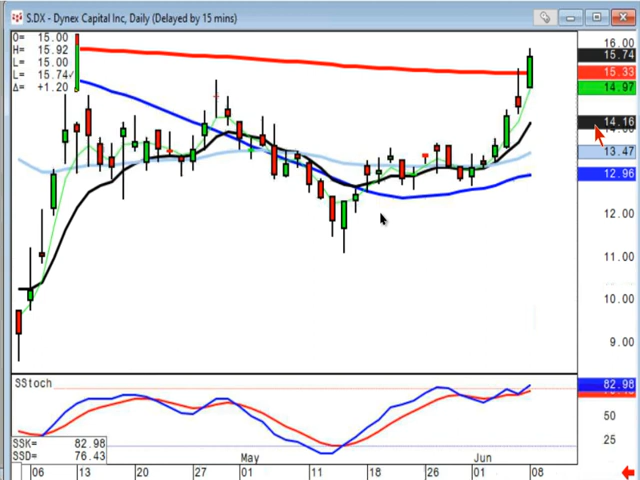 S.DX - Dynex Capital Inc, Daily (Delayed by 15 mins)
O= 15.00
H= 15.92
L= 15.00
L= 15.74
Δ= +1.20
16.00
15.74
15.33
14.97
14.16
13.47
12.96
12.00
11.00
10.00
9.00
SStoch
82.98
50
25
SSK= 82.98
SSD= 76.43
May
Jun
06
13
20
27
01
11
18
26
01
08